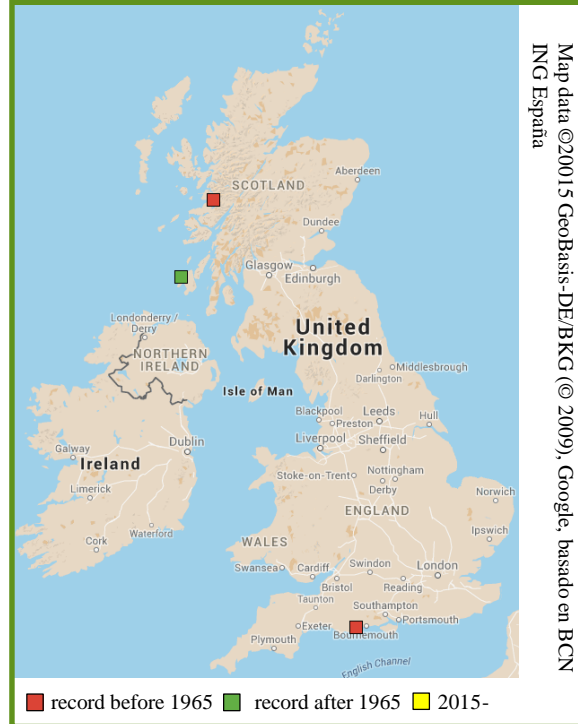 SCOTLAND
Aberdeen
Dundee
Glasgow
Edinburgh
Londonderry /
Derry
NORTHERN
IRELAND
United
Kingdom
Isle of Man
Middlesbrough
Darlington
Blackpool
Leeds
Preston
Hull
Liverpool
Sheffield
Dublin
Galway
Ireland
Limerick
Stoke-on-Trent
Nottingham
Derby
Norwich
ENGLAND
Ipswich
Cork
Waterford
WALES
Swansea
Cardiff
Swindon
London
Bristol
Reading
Taunton
Southampton
Portsmouth
Exeter
Bournemouth
Plymouth
English Channel
Map data ©20015 GeoBasis-DE/BKG (© 2009), Google, basado en BCN
ING España
record before 1965 record after 1965 2015-